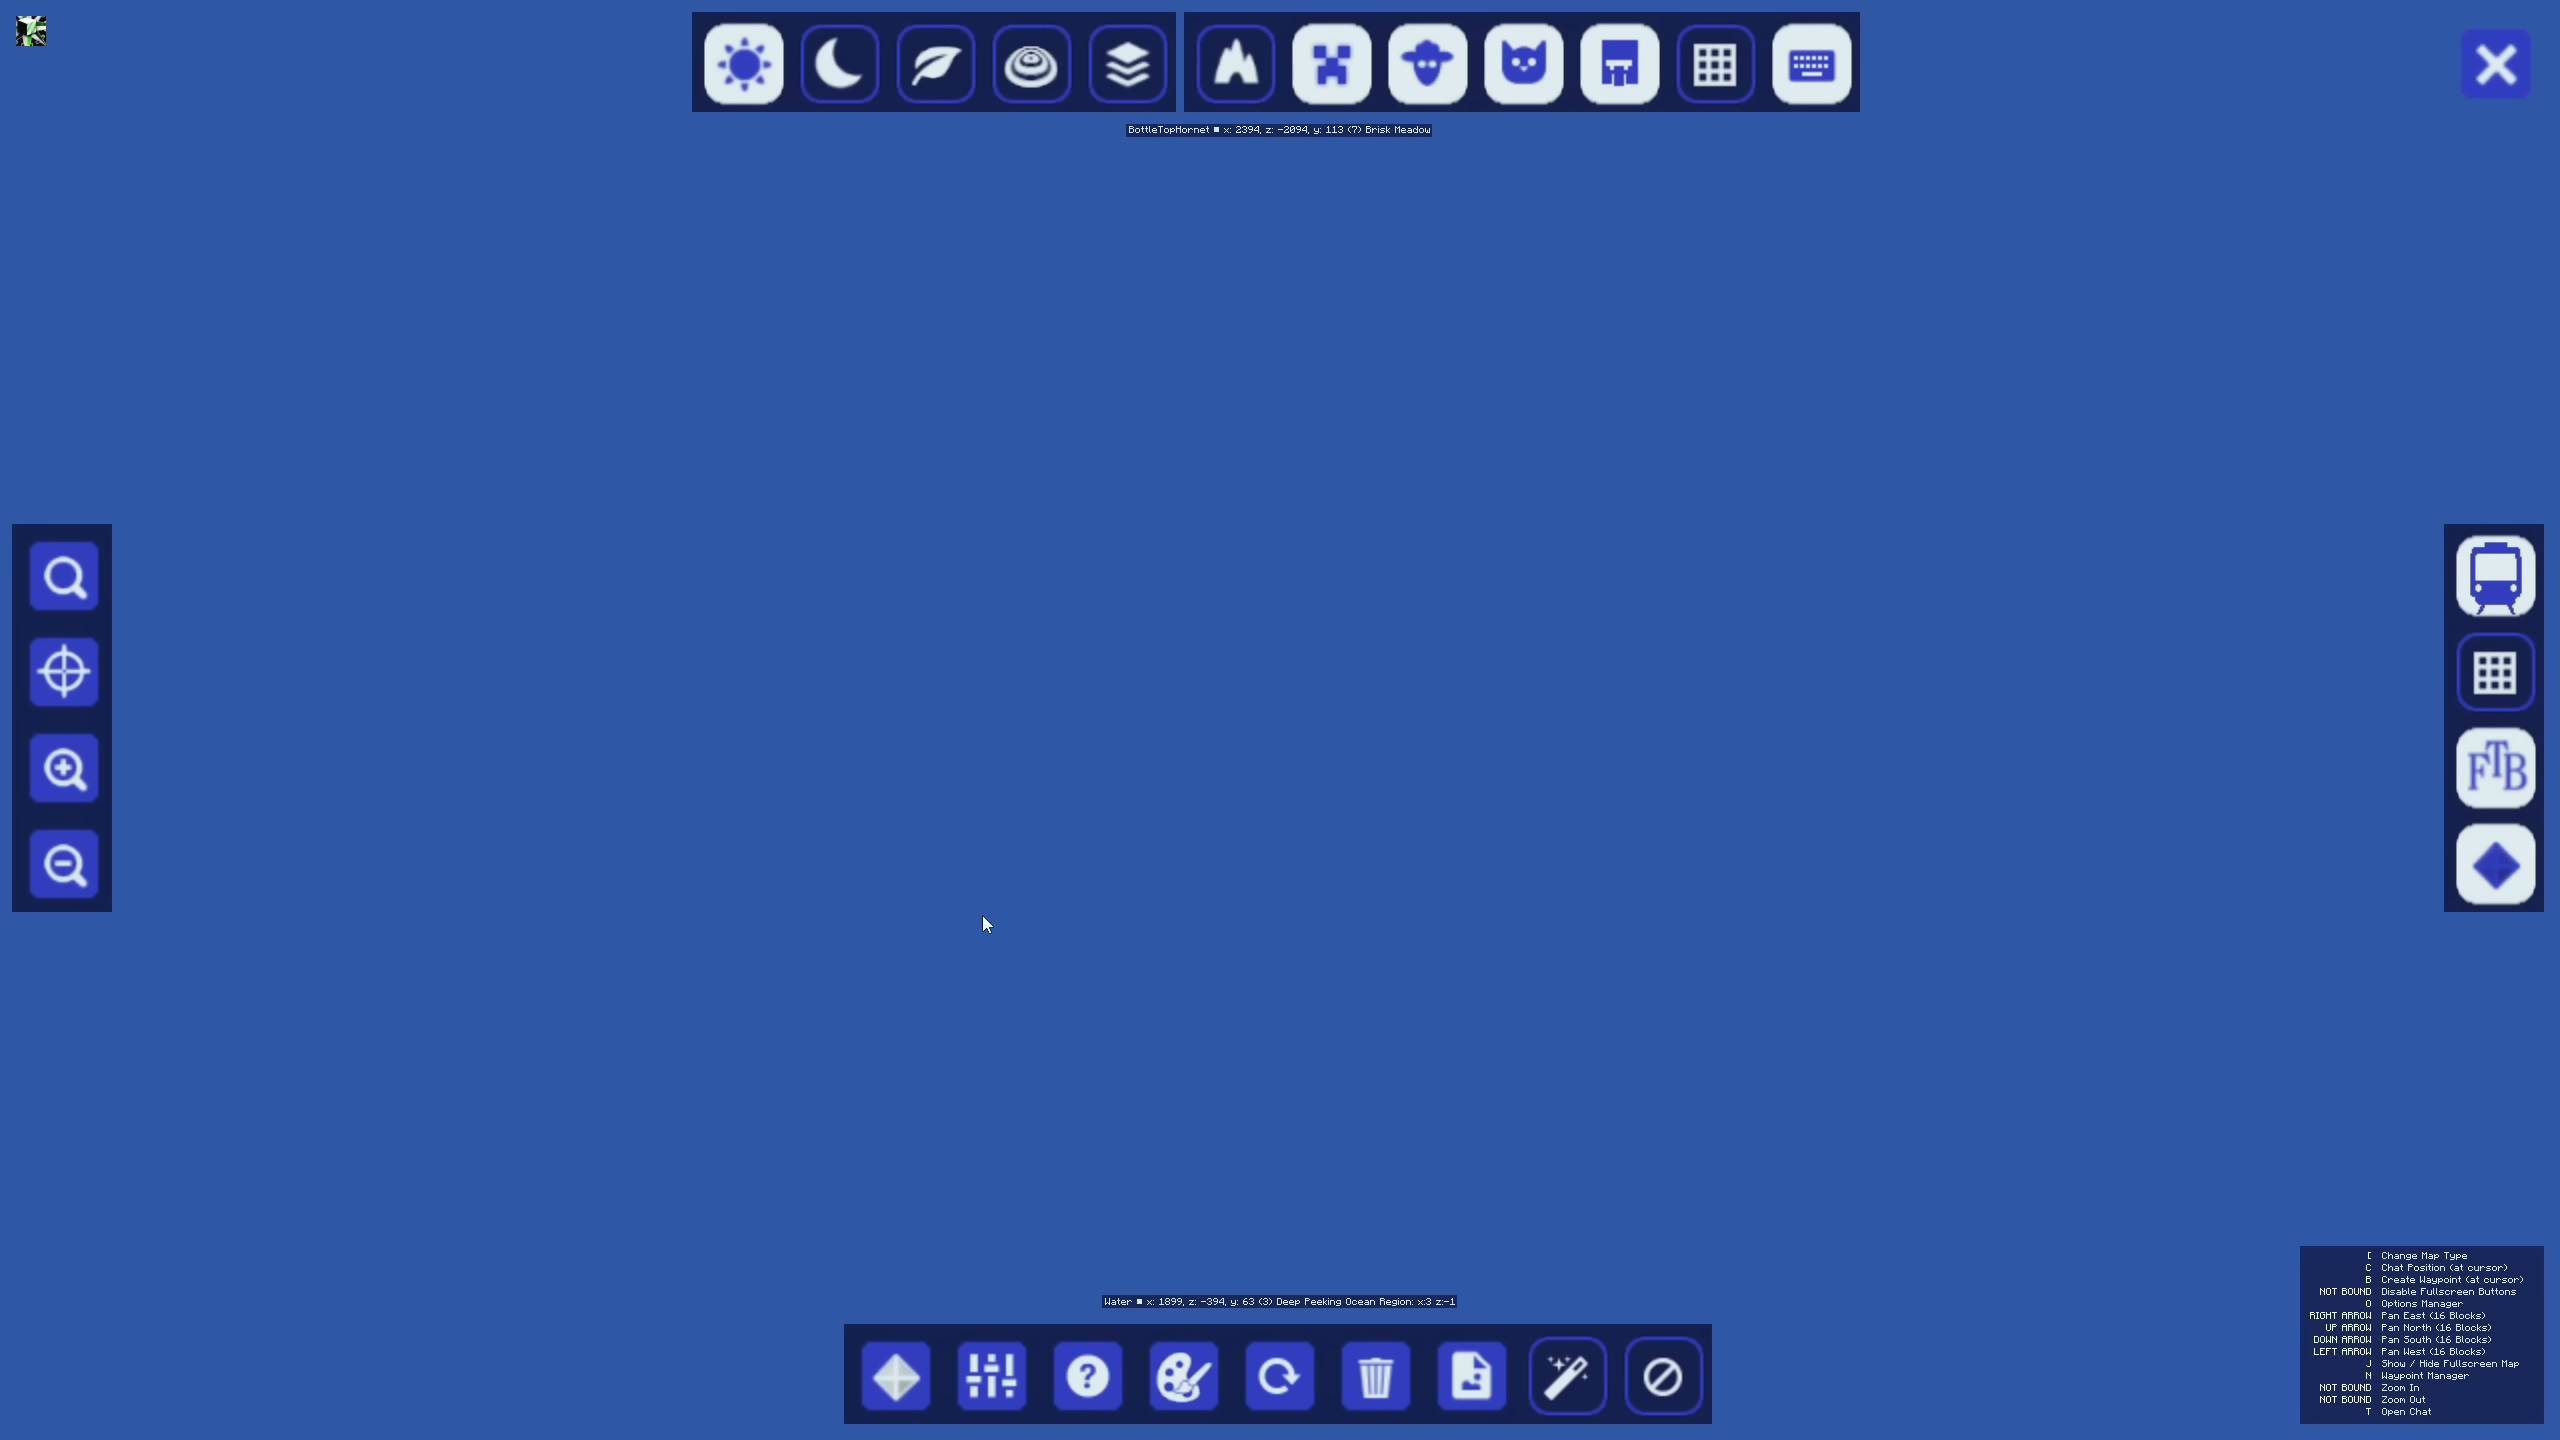 BottleTopHornet ■ x: 2394, z: -2094, y: 113 (7) Brisk Meadow
FTB
Water ■ x: 1899, z: -394, y: 63 (3) Deep Peeking Ocean Region: x:3 z:-1
[ Change Map Type
C Chat Position (at cursor)
B Create Waypoint (at cursor)
NOT BOUND Disable Fullscreen Buttons
O Options Manager
RIGHT ARROW Pan East (16 Blocks)
UP ARROW Pan North (16 Blocks)
DOWN ARROW Pan South (16 Blocks)
LEFT ARROW Pan West (16 Blocks)
J Show / Hide Fullscreen Map
N Waypoint Manager
NOT BOUND Zoom In
NOT BOUND Zoom Out
T Open Chat